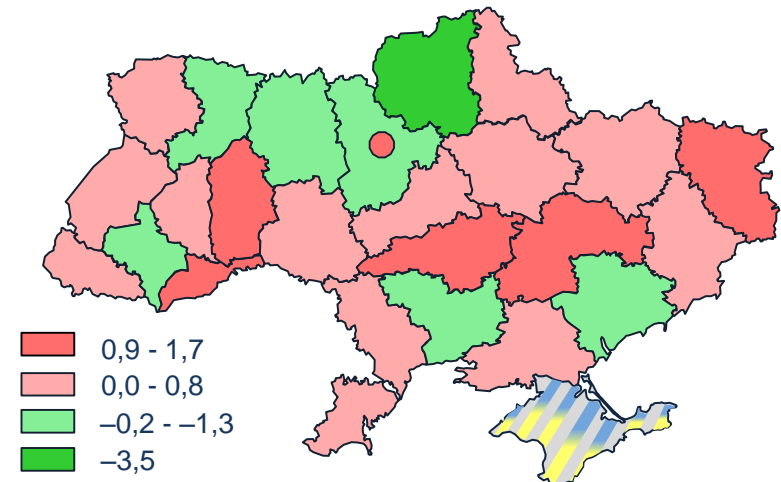 0,9 - 1,7
0,0 - 0,8
–0,2 - –1,3
–3,5